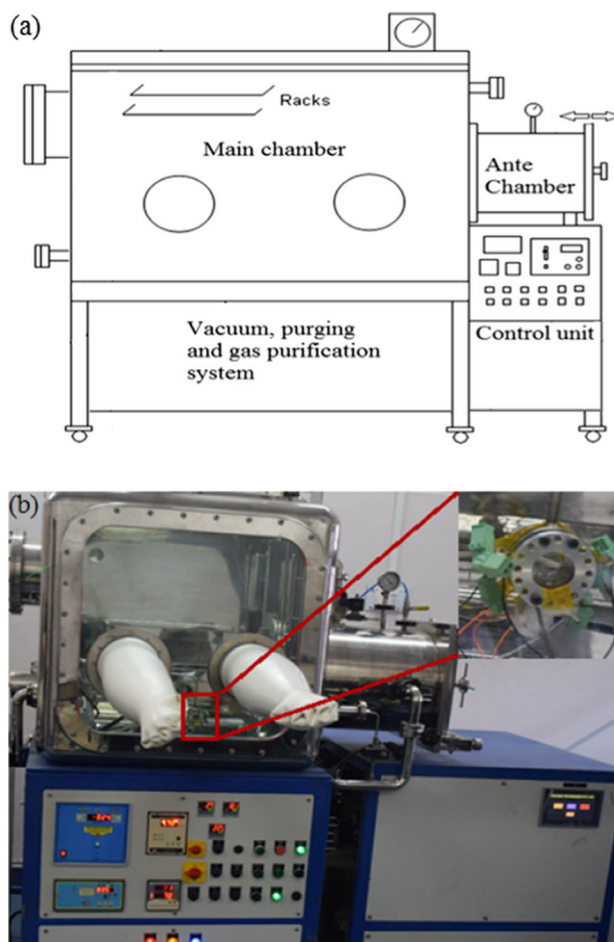 (a)
Racks
Main chamber
Ante
Chamber
Vacuum, purging
and gas purification
system
Control unit
(b)